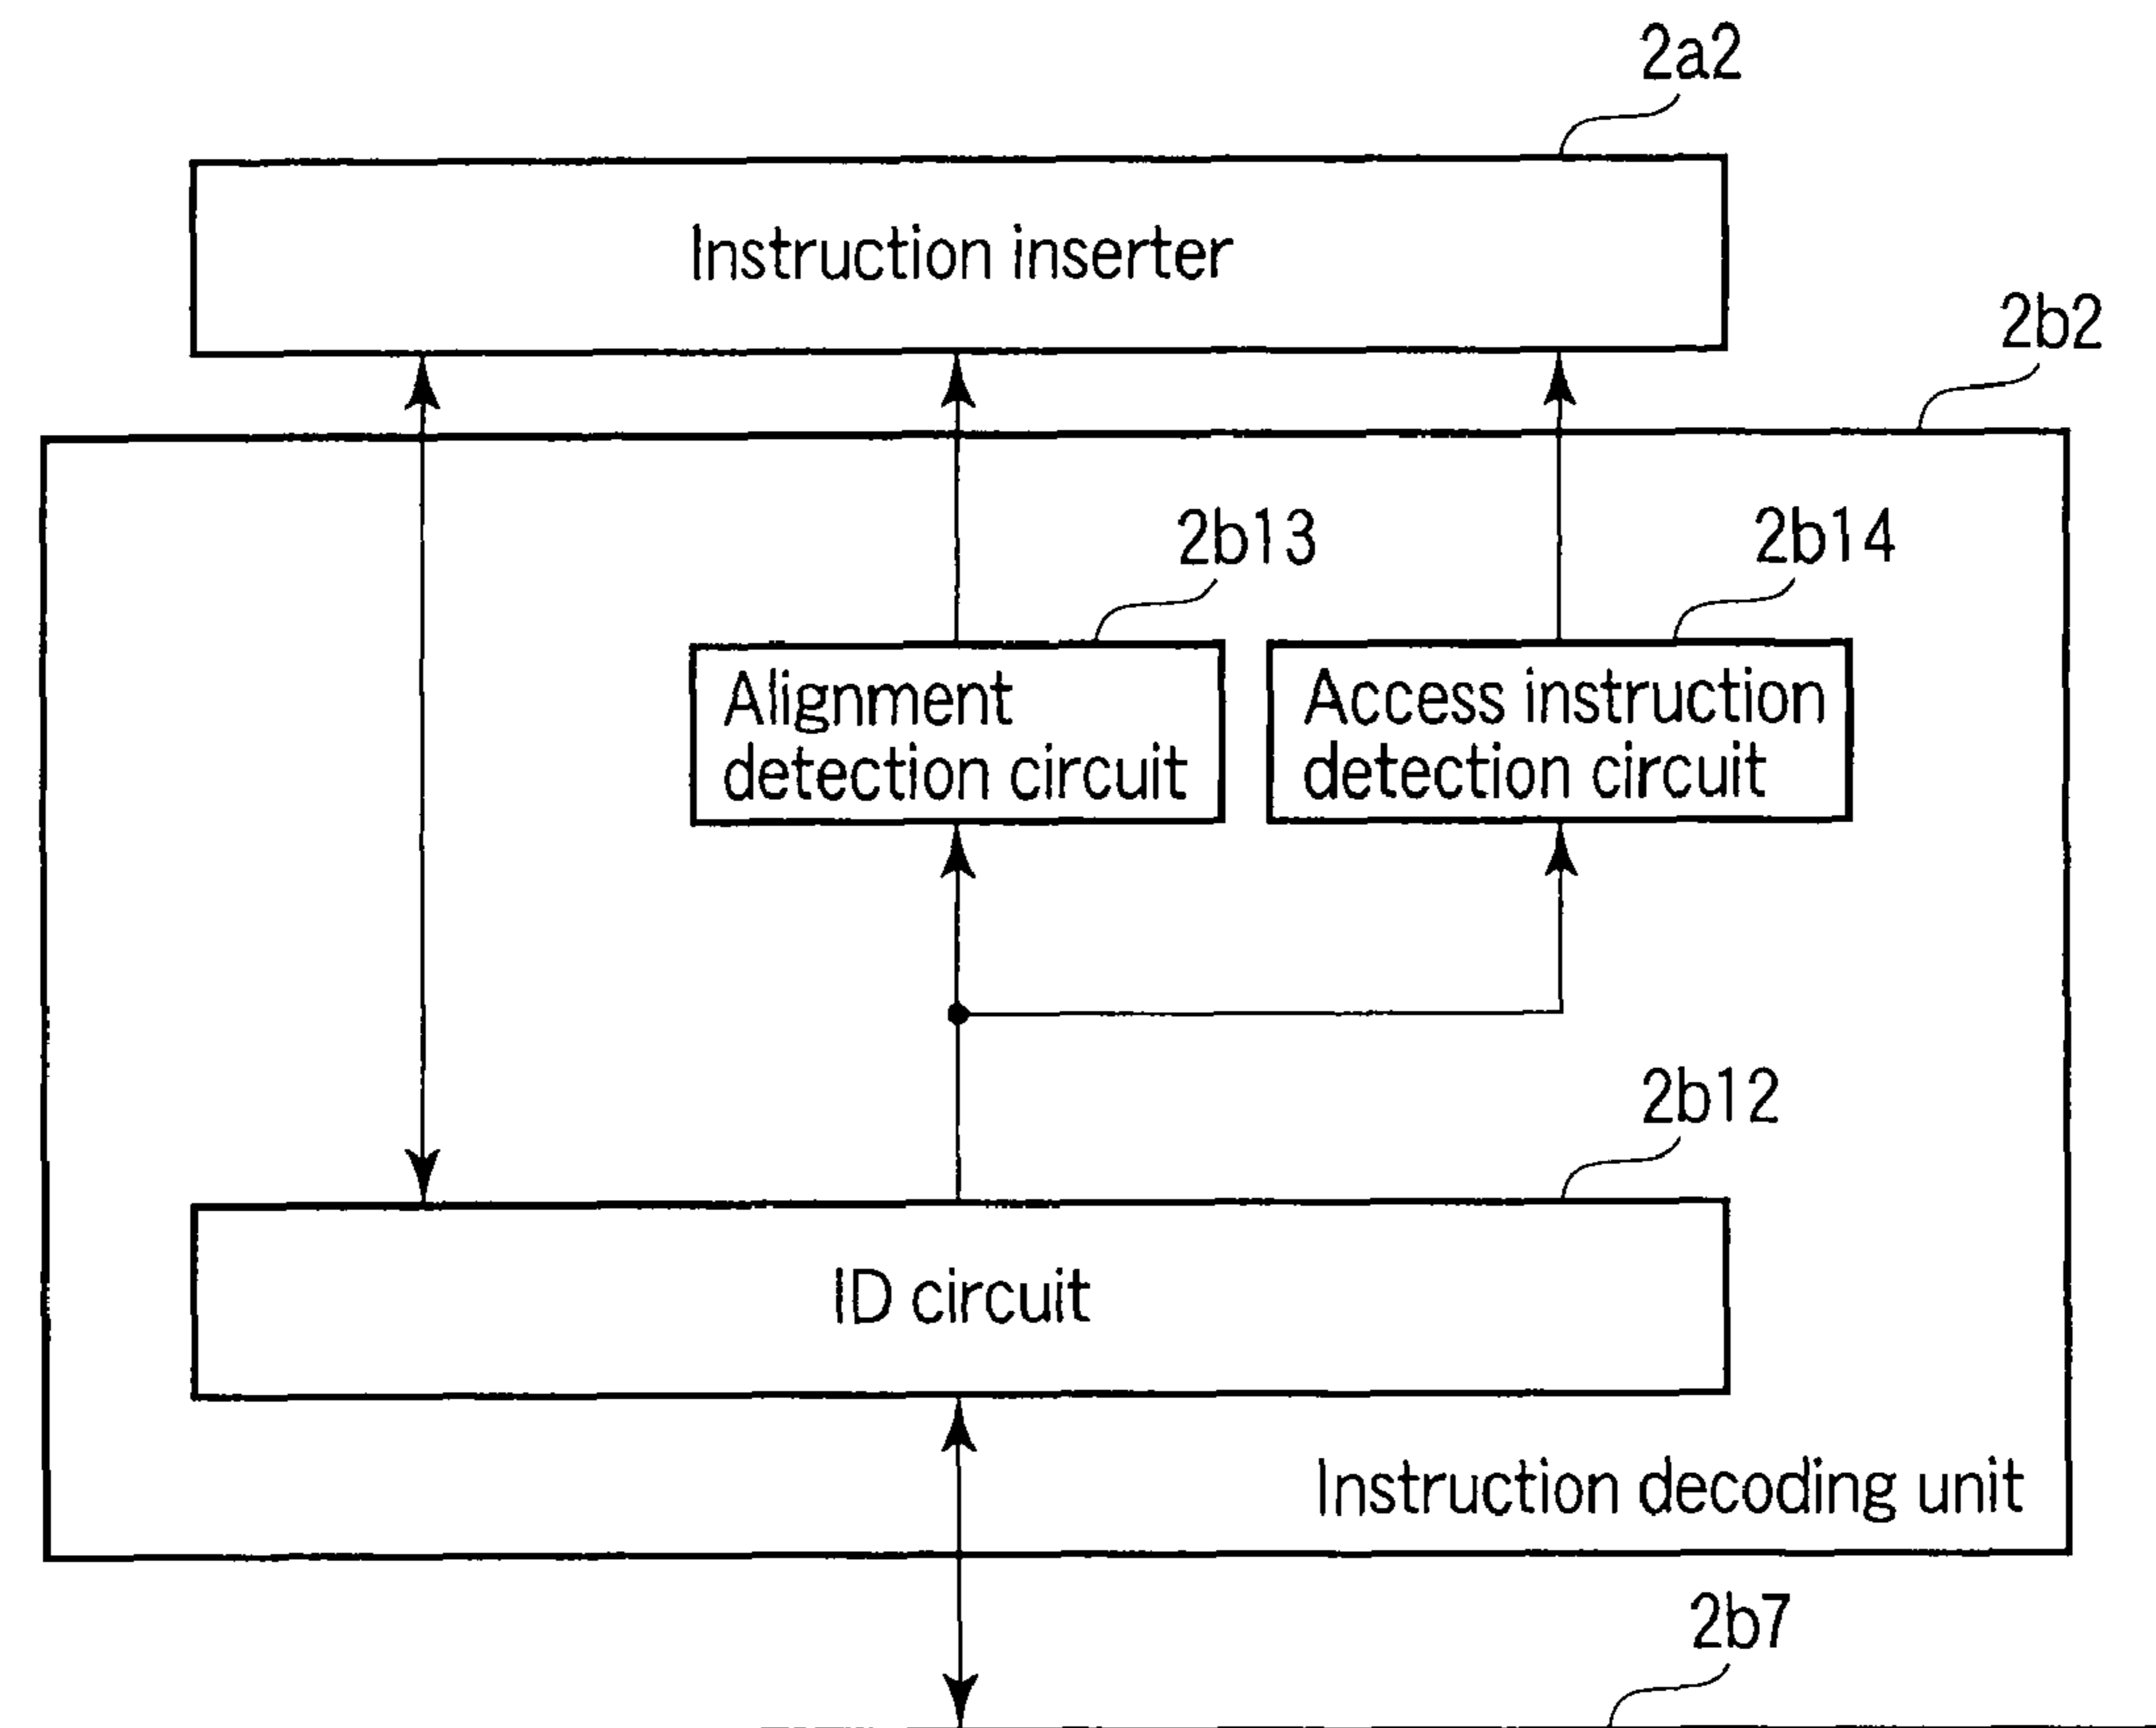 2a2
Instruction inserter
2b2
2b13
2b14
Alignment
detection circuit
Access instruction
detection circuit
2b12
ID circuit
Instruction decoding unit
2b7